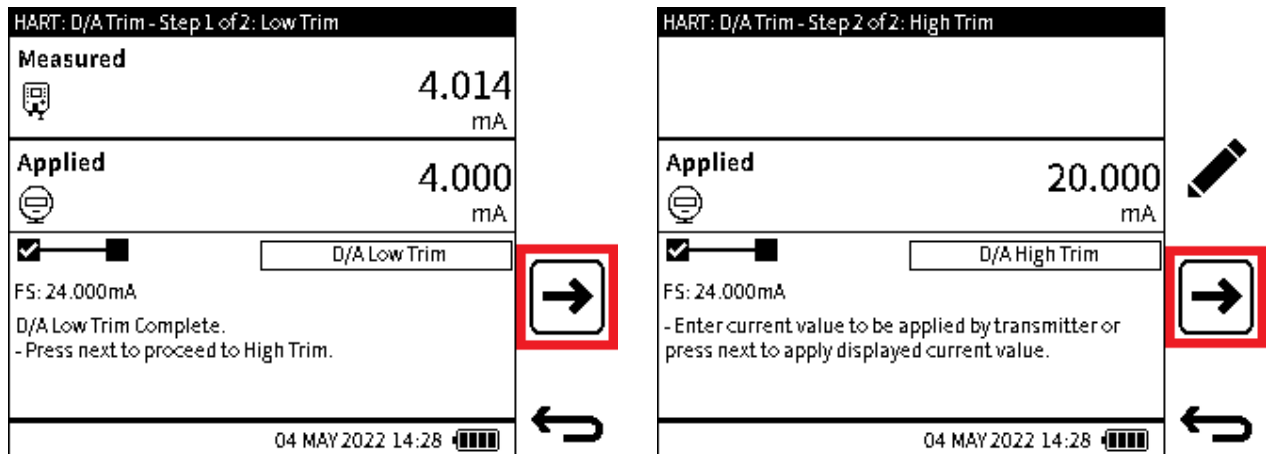 HART: D/A Trim - Step 1 of 2: Low Trim
Measured
4.014
mA
Applied
4.000
mA
D/A Low Trim
FS: 24.000mA
D/A Low Trim Complete.
- Press next to proceed to High Trim.
04 MAY 2022 14:28
HART: D/A Trim - Step 2 of 2: High Trim
Applied
20.000
mA
D/A High Trim
FS: 24.000mA
- Enter current value to be applied by transmitter or
press next to apply displayed current value.
04 MAY 2022 14:28